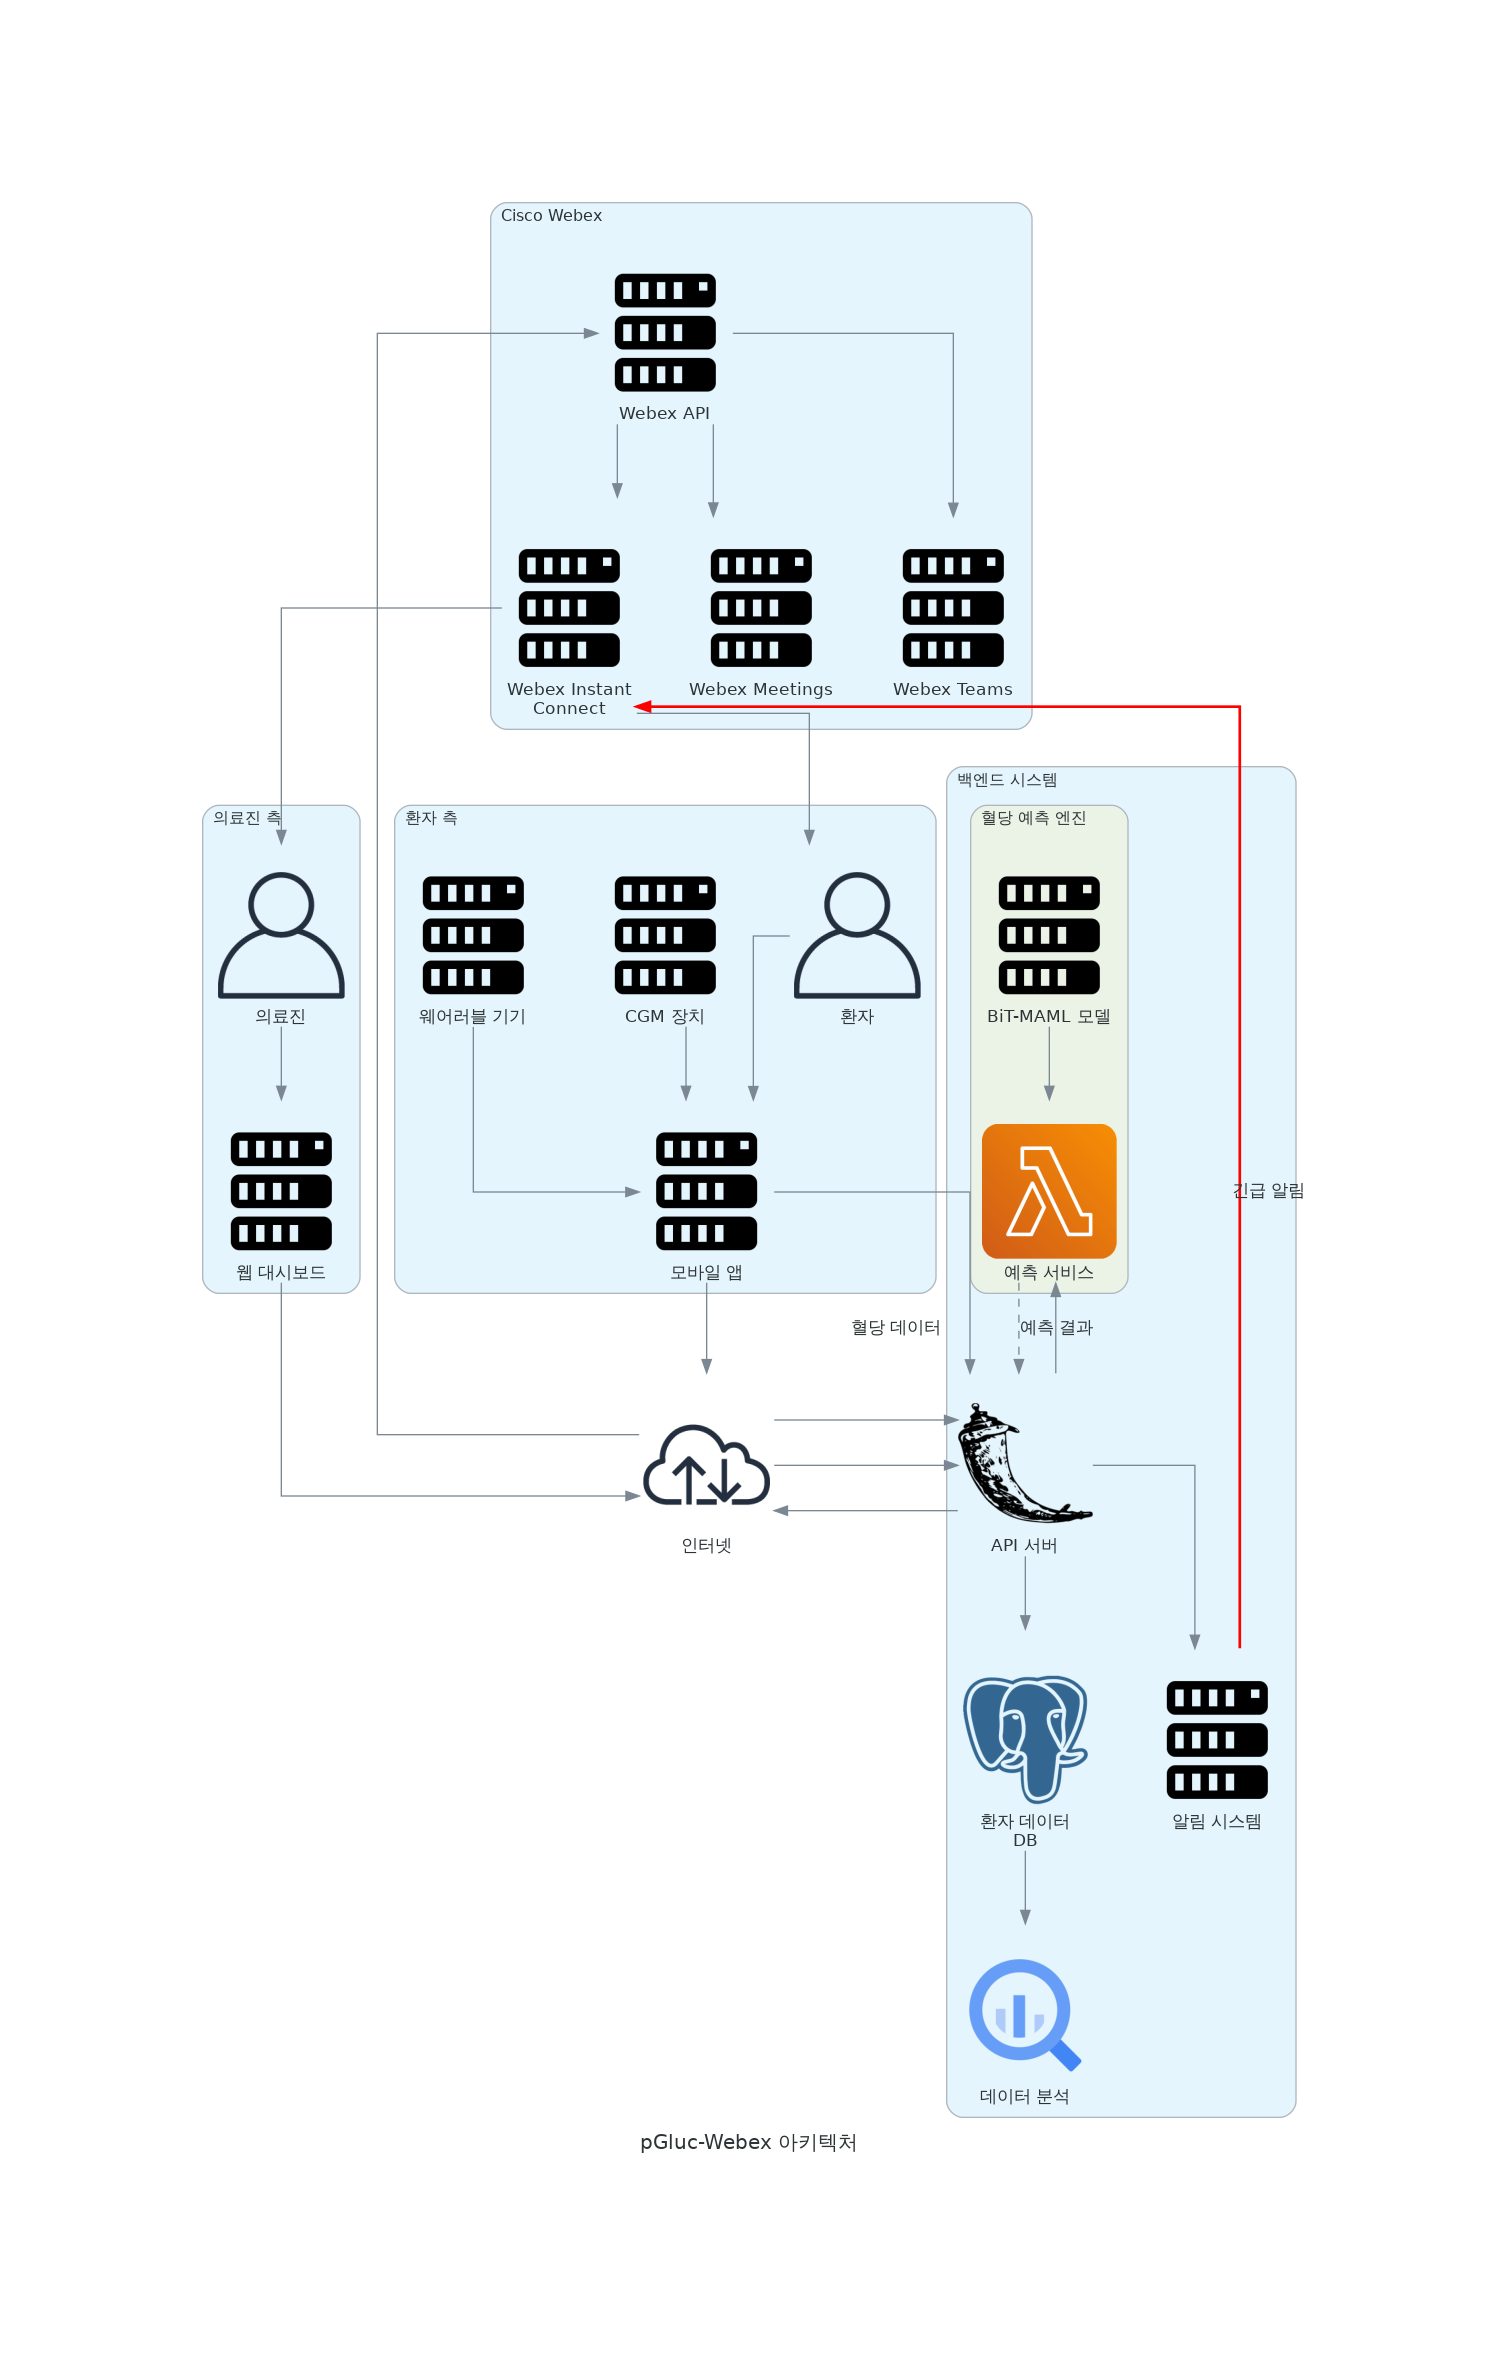 Cisco Webex
Webex API
Webex Instant
Connect
Webex Meetings
Webex Teams
의료진 측
의료진
웹 대시보드
환자 측
웨어러블 기기
CGM 장치
환자
모바일 앱
백엔드 시스템
혈당 예측 엔진
BiT-MAML 모델
예측 서비스
긴급 알림
혈당 데이터
예측 결과
인터넷
API 서버
환자 데이터
DB
알림 시스템
데이터 분석
pGluc-Webex 아키텍처